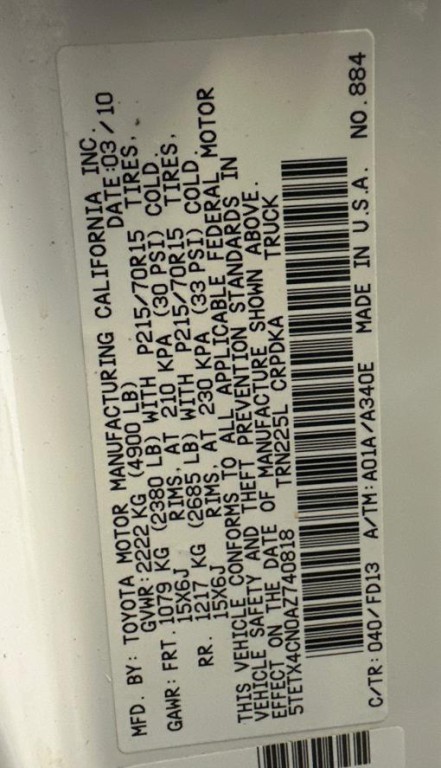 MFD. BY: TOYOTA MOTOR MANUFACTURING CALIFORNIA INC.
GVWR: 2222 KG (4900 LB) DATE: 03/10
GAWR: FRT. 1079 KG (2380 LB) WITH P215/70R15 TIRES,
15X6J RIMS, AT 210 KPA (30 PSI) COLD.
RR. 1217 KG (2685 LB) WITH P215/70R15 TIRES,
15X6J RIMS, AT 230 KPA (33 PSI) COLD.
THIS VEHICLE CONFORMS TO ALL APPLICABLE FEDERAL MOTOR
VEHICLE SAFETY AND THEFT PREVENTION STANDARDS IN
EFFECT ON THE DATE OF MANUFACTURE SHOWN ABOVE.
5TETX4CN0AZ740818 TRN225L CRPDKA TRUCK
C/TR: 040/FD13 A/TM: A01A/A340E MADE IN U.S.A. NO. 884